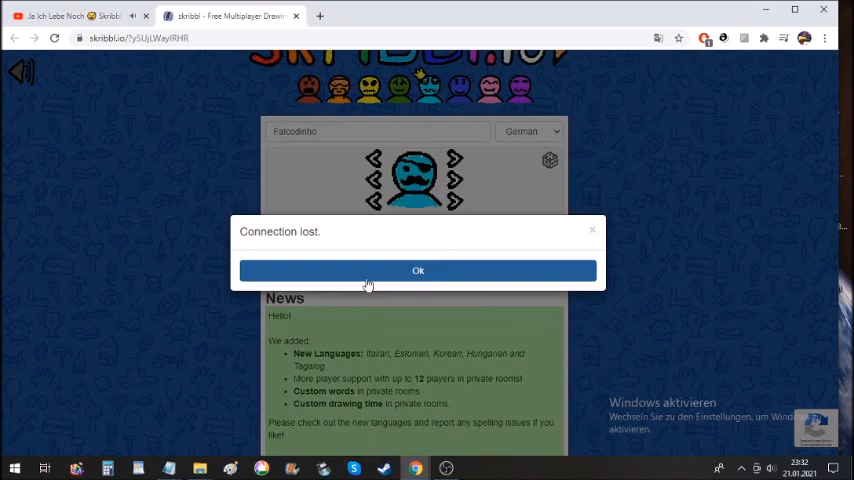 Ja Ich Lebe Noch 😂 Skribbl
skribbl - Free Multiplayer Drawin
skribbl.io/?y5UjLWayIRHR
1
skribbl.io
Falcodinho
German
Connection lost.
×
Ok
News
Hello!
We added:
• New Languages: Italian, Estonian, Korean, Hungarian and
Tagalog.
• More player support with up to 12 players in private rooms!
• Custom words in private rooms.
• Custom drawing time in private rooms.
Please check out the new languages and report any spelling issues if you
like!
Windows aktivieren
Wechseln Sie zu den Einstellungen, um Windows zu
aktivieren.
23:32
21.01.2021